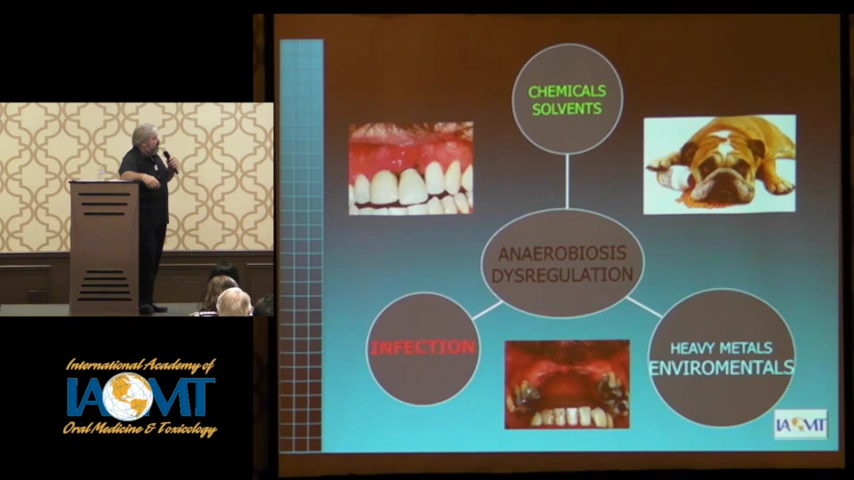 CHEMICALS
SOLVENTS
ANAEROBIOSIS
DYSREGULATION
INFECTION
HEAVY METALS
ENVIROMENTALS
IAOMT
International Academy of
IAOMT
Oral Medicine & Toxicology